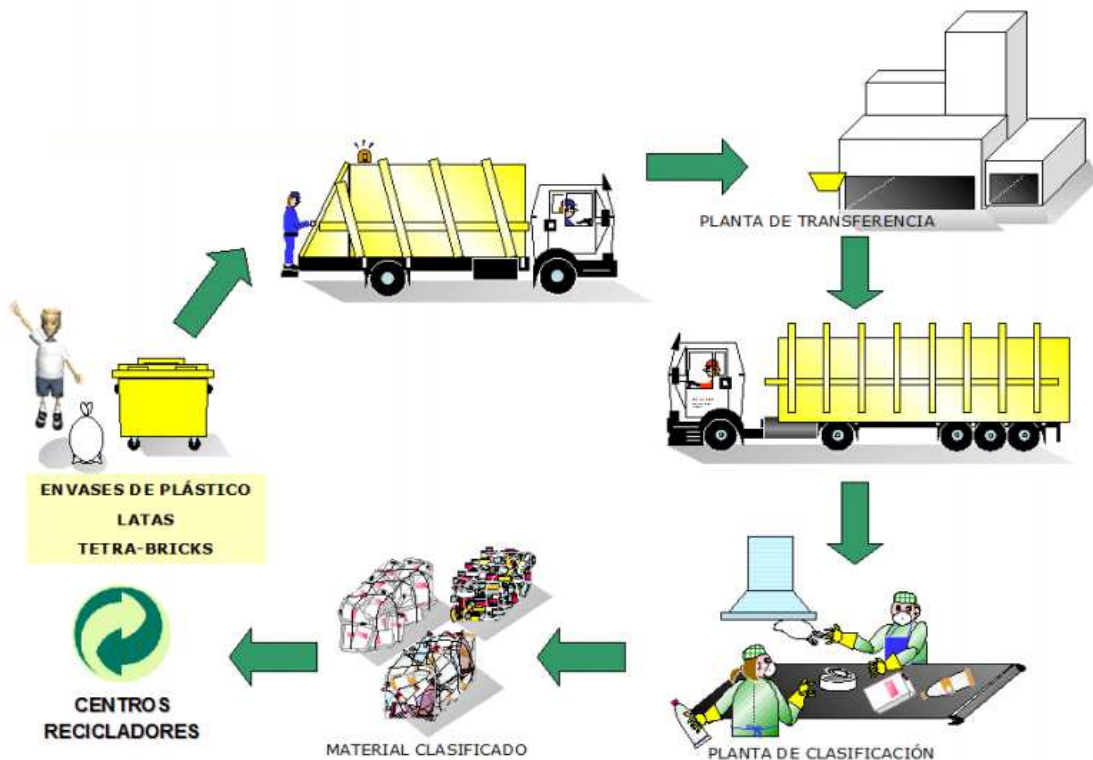 PLANTA DE TRANSFERENCIA
ENVASES DE PLÁSTICO
LATAS
TETRA-BRICKS
CENTROS
RECICLADORES
MATERIAL CLASIFICADO
PLANTA DE CLASIFICACIÓN